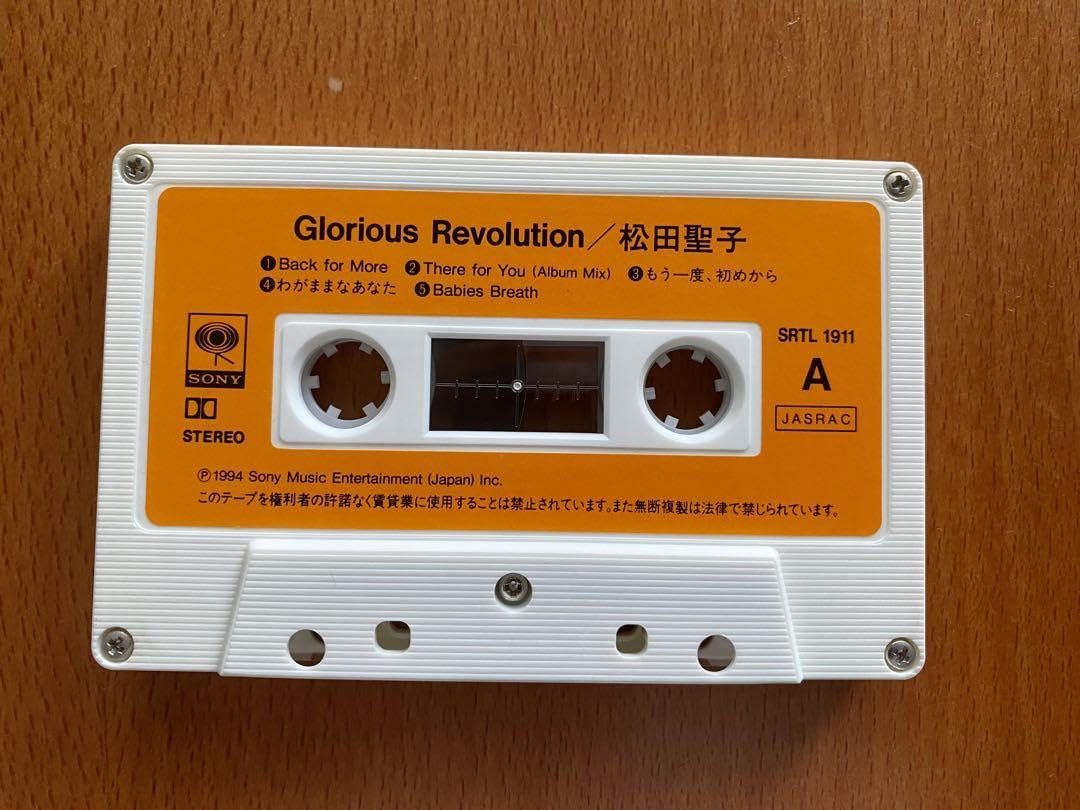 Glorious Revolution／松田聖子
❶Back for More ❷There for You (Album Mix) ❸もう一度、初めから
❹わがままなあなた ❺Babies Breath
SONY
STEREO
SRTL 1911
A
JASRAC
Ⓟ1994 Sony Music Entertainment (Japan) Inc.
このテープを権利者の許諾なく賃貸業に使用することは禁止されています。また無断複製は法律で禁じられています。